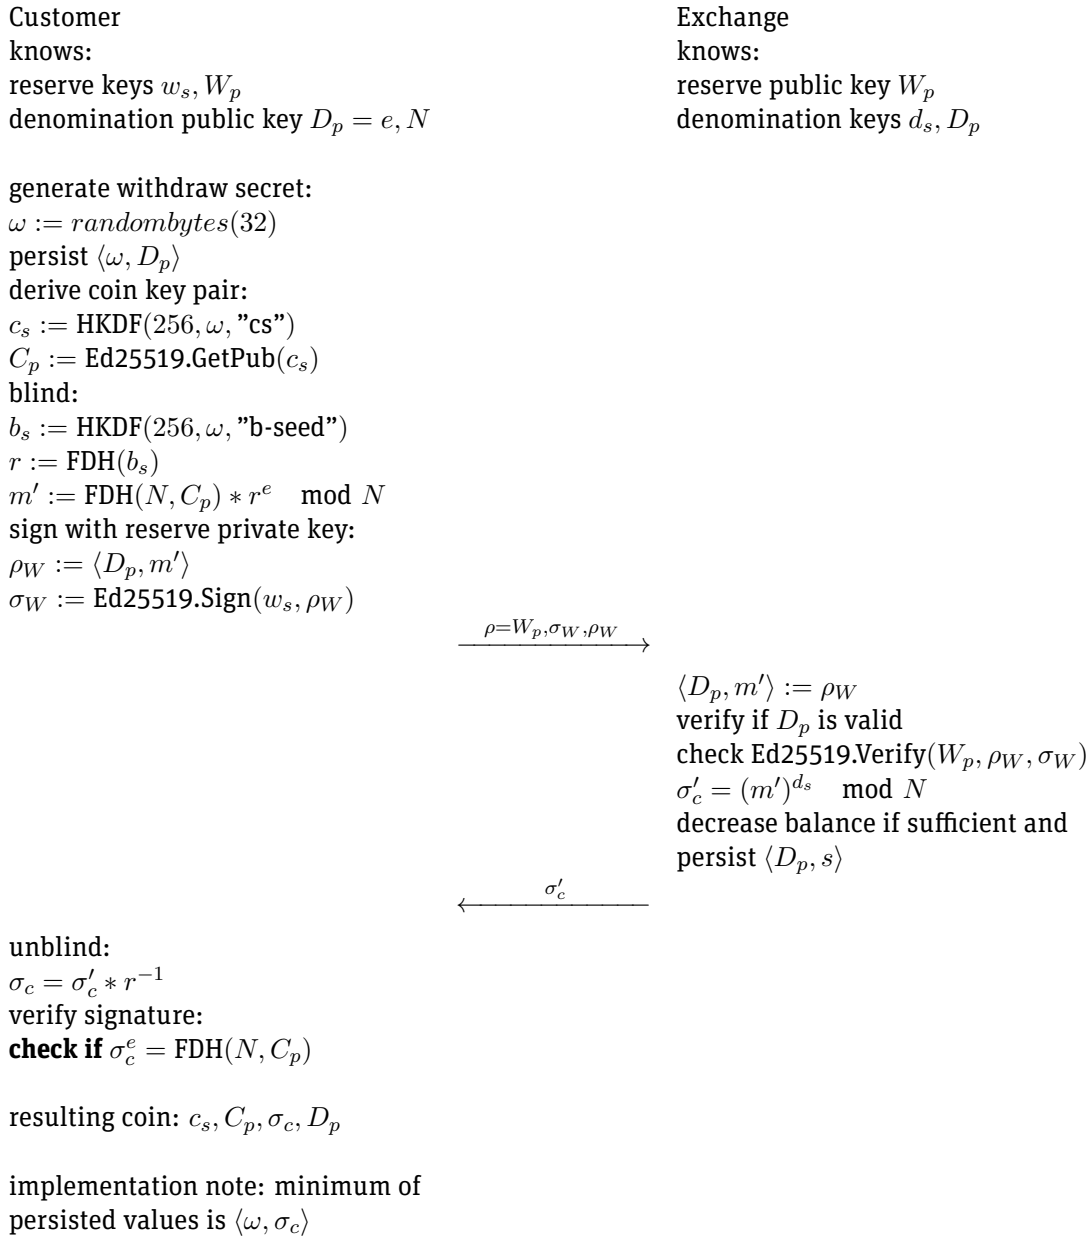 Customer
knows:
reserve keys w_s, W_p
denomination public key D_p = e, N
Exchange
knows:
reserve public key W_p
denomination keys d_s, D_p
generate withdraw secret:
ω := randombytes(32)
persist ⟨ω, D_p⟩
derive coin key pair:
c_s := HKDF(256, ω, ”cs”)
C_p := Ed25519.GetPub(c_s)
blind:
b_s := HKDF(256, ω, ”b-seed”)
r := FDH(b_s)
m′ := FDH(N, C_p) ∗ r^e mod N
sign with reserve private key:
ρ_W := ⟨D_p, m′⟩
σ_W := Ed25519.Sign(w_s, ρ_W)
ρ=W_p,σ_W,ρ_W
⟨D_p, m′⟩ := ρ_W
verify if D_p is valid
check Ed25519.Verify(W_p, ρ_W, σ_W)
σ′_c = (m′)^{d_s} mod N
decrease balance if sufficient and
persist ⟨D_p, s⟩
σ′_c
unblind:
σ_c = σ′_c ∗ r^{−1}
verify signature:
check if σ_c^e = FDH(N, C_p)
resulting coin: c_s, C_p, σ_c, D_p
implementation note: minimum of
persisted values is ⟨ω, σ_c⟩